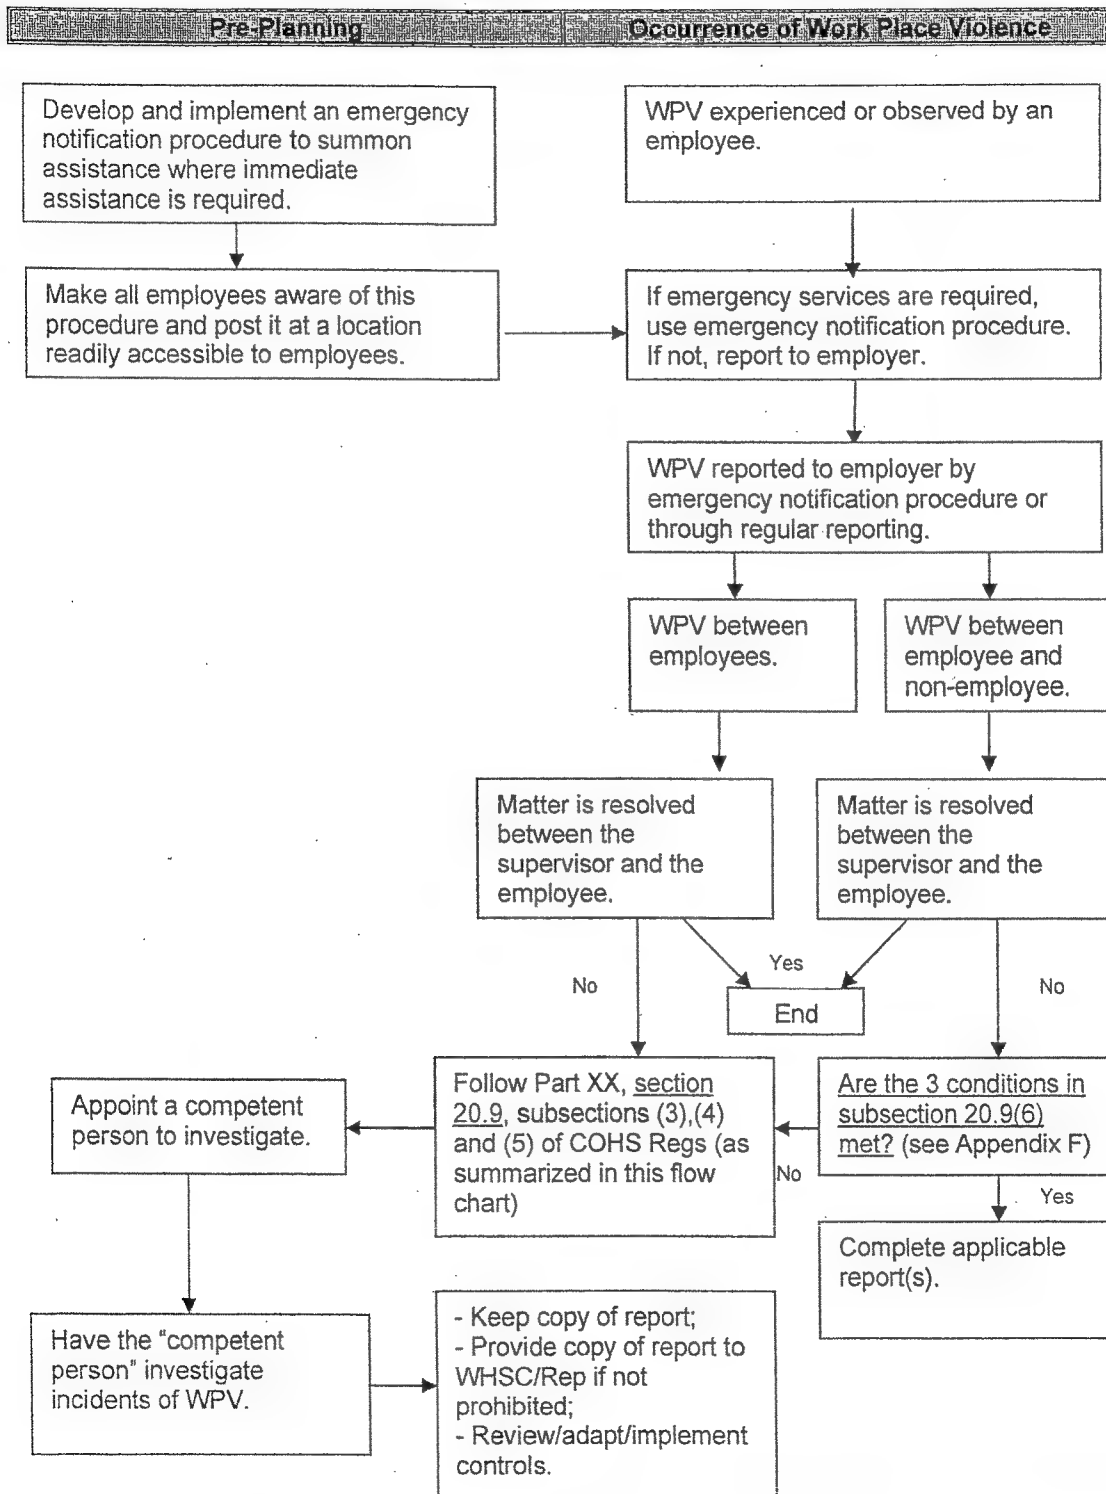 Pre-Planning
Occurrence of Work Place Violence
Develop and implement an emergency
notification procedure to summon
assistance where immediate
assistance is required.
WPV experienced or observed by an
employee.
Make all employees aware of this
procedure and post it at a location
readily accessible to employees.
If emergency services are required,
use emergency notification procedure.
If not, report to employer.
WPV reported to employer by
emergency notification procedure or
through regular reporting.
WPV between
employees.
WPV between
employee and
non-employee.
Matter is resolved
between the
supervisor and the
employee.
Matter is resolved
between the
supervisor and the
employee.
No
Yes
No
End
Appoint a competent
person to investigate.
Follow Part XX, section
20.9, subsections (3),(4)
and (5) of COHS Regs (as
summarized in this flow
chart)
No
Are the 3 conditions in
subsection 20.9(6)
met? (see Appendix F)
Yes
Complete applicable
report(s).
Have the "competent
person" investigate
incidents of WPV.
- Keep copy of report;
- Provide copy of report to
WHSC/Rep if not
prohibited;
- Review/adapt/implement
controls.